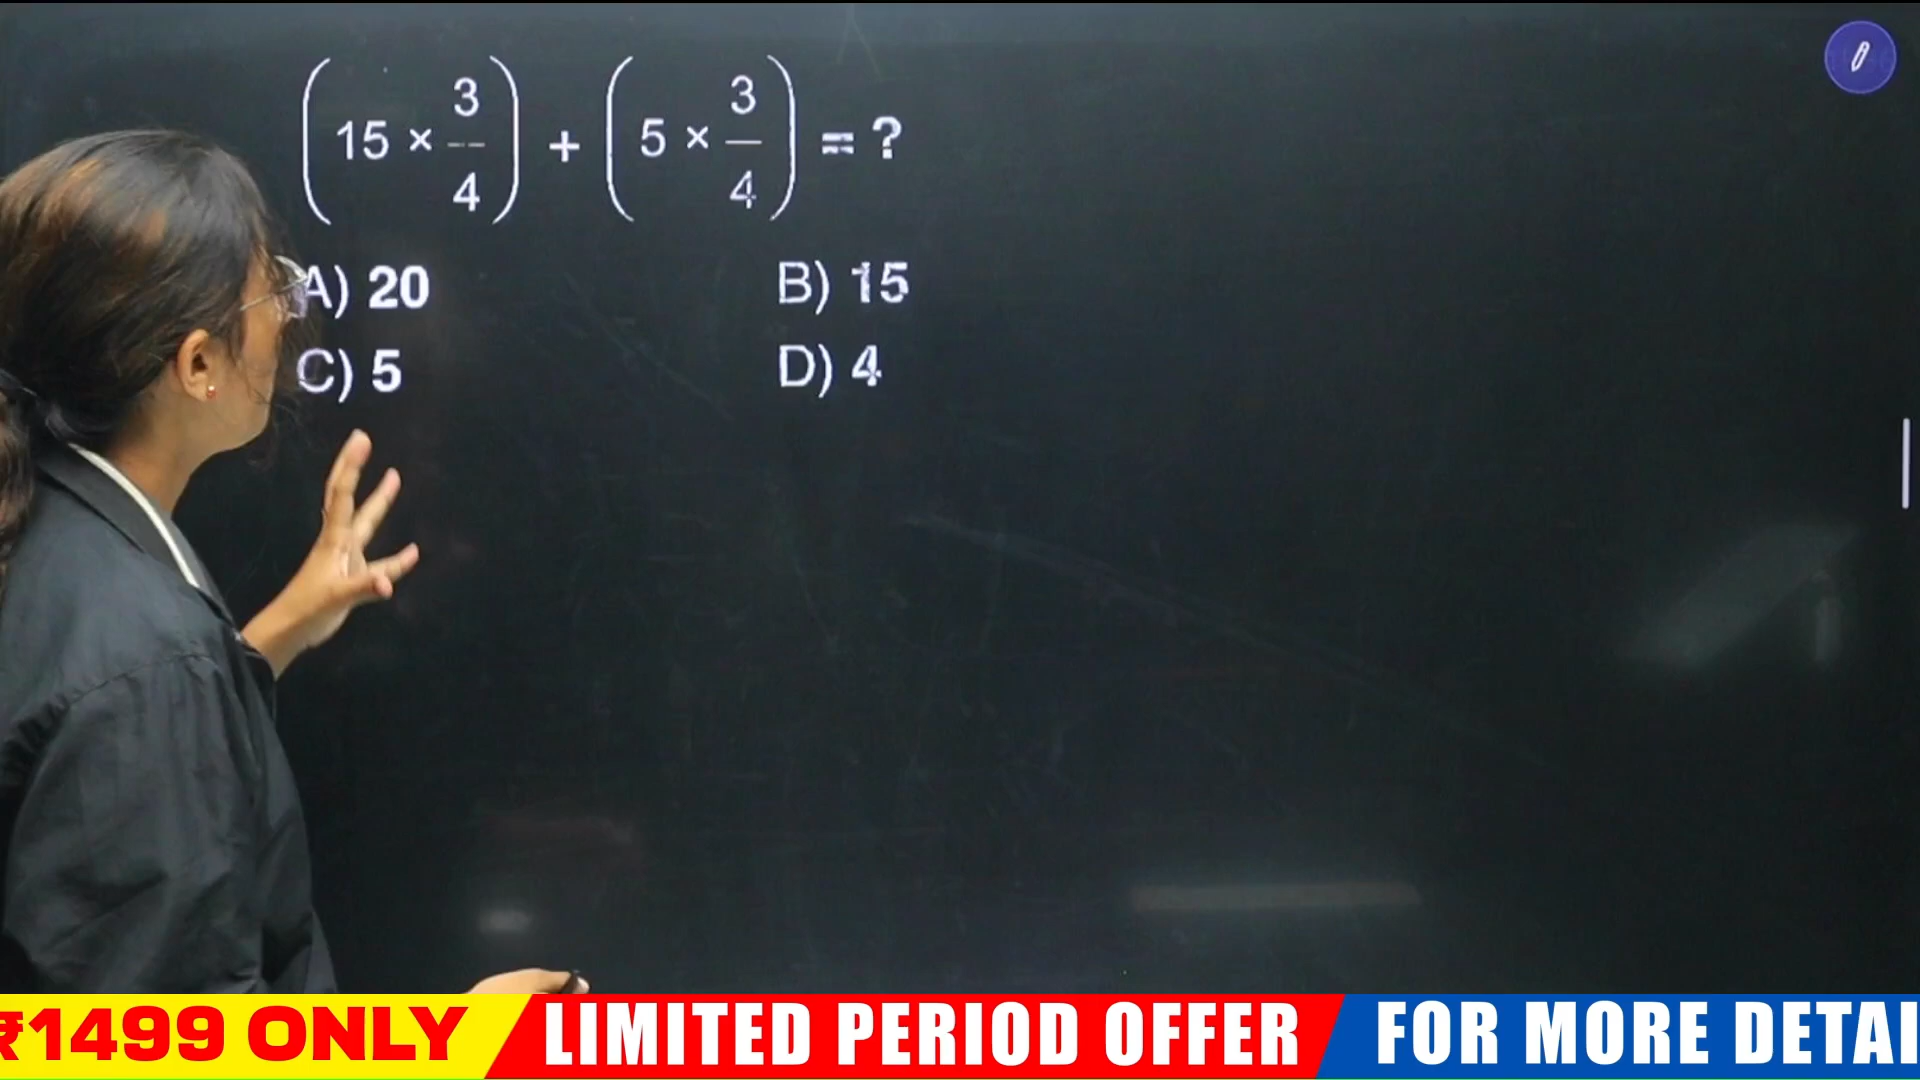 (15 × 3/4) + (5 × 3/4) = ?
A) 20 B) 15
C) 5 D) 4
₹1499 ONLY LIMITED PERIOD OFFER FOR MORE DETAI